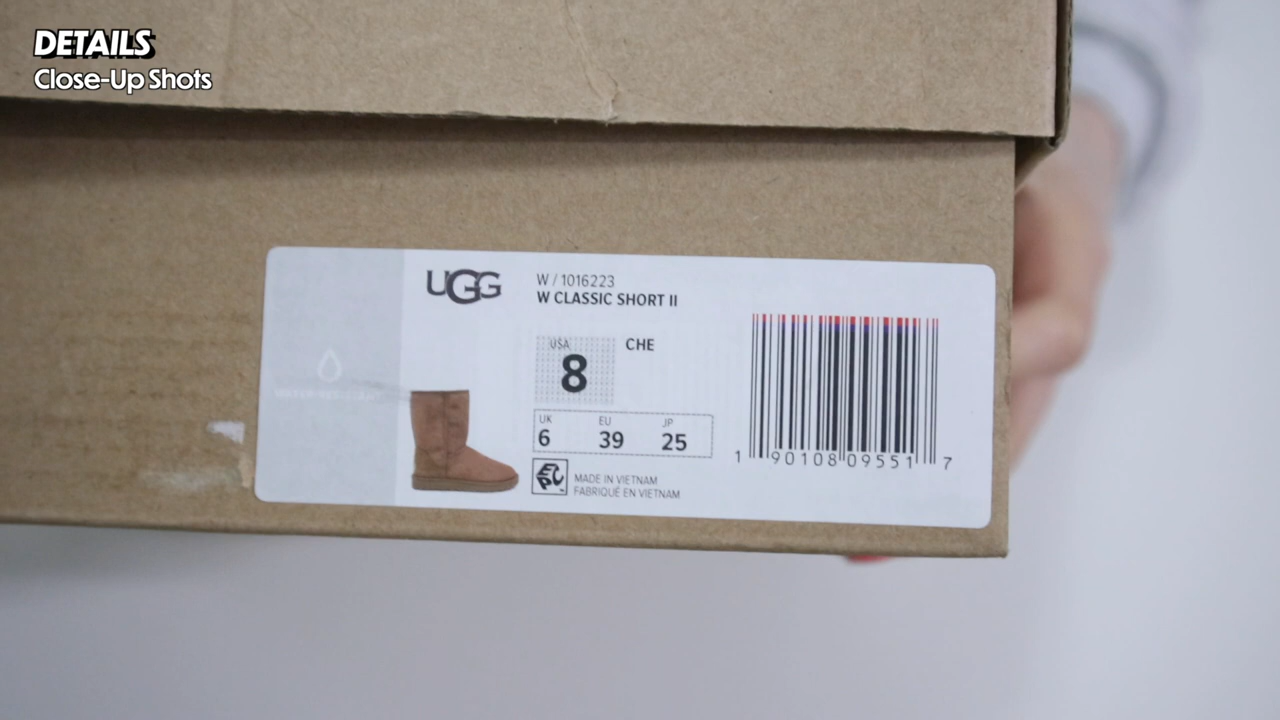 DETAILS
Close-Up Shots
UGG
W / 1016223
W CLASSIC SHORT II
USA
8
CHE
UK
6
EU
39
JP
25
MADE IN VIETNAM
FABRIQUÉ EN VIETNAM
1 90108 09551 7